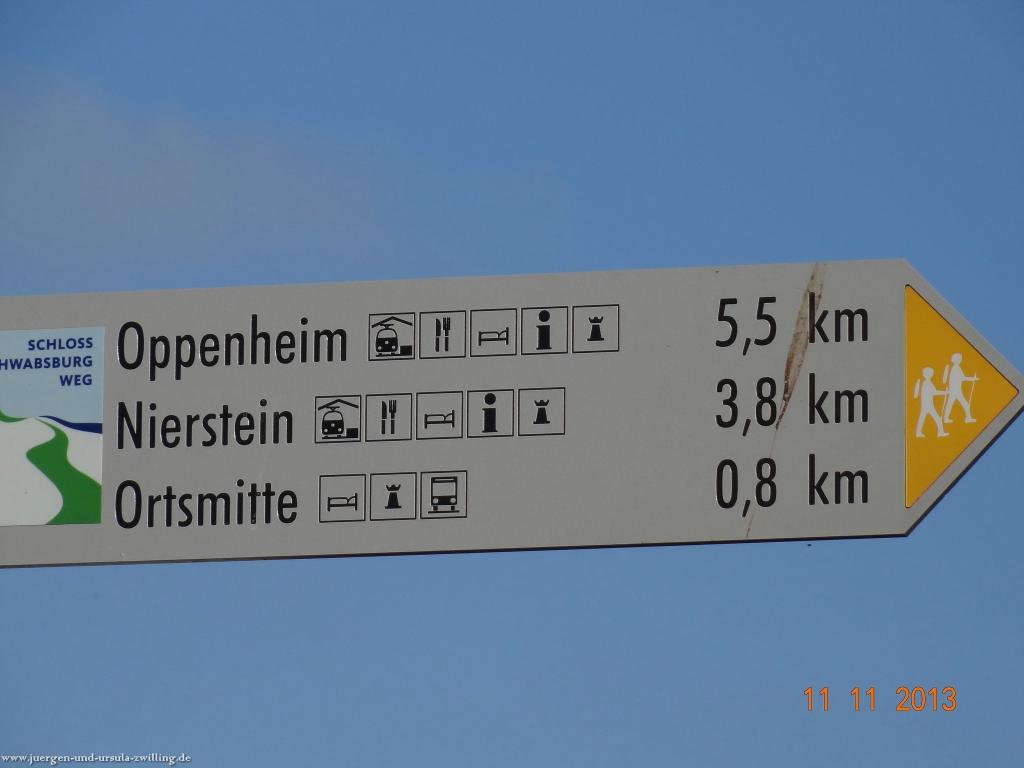 SCHLOSS
HWABSBURG
WEG
Oppenheim 5,5 km
Nierstein 3,8 km
Ortsmitte 0,8 km
11 11 2013
www.juergen-und-ursula-zwilling.de